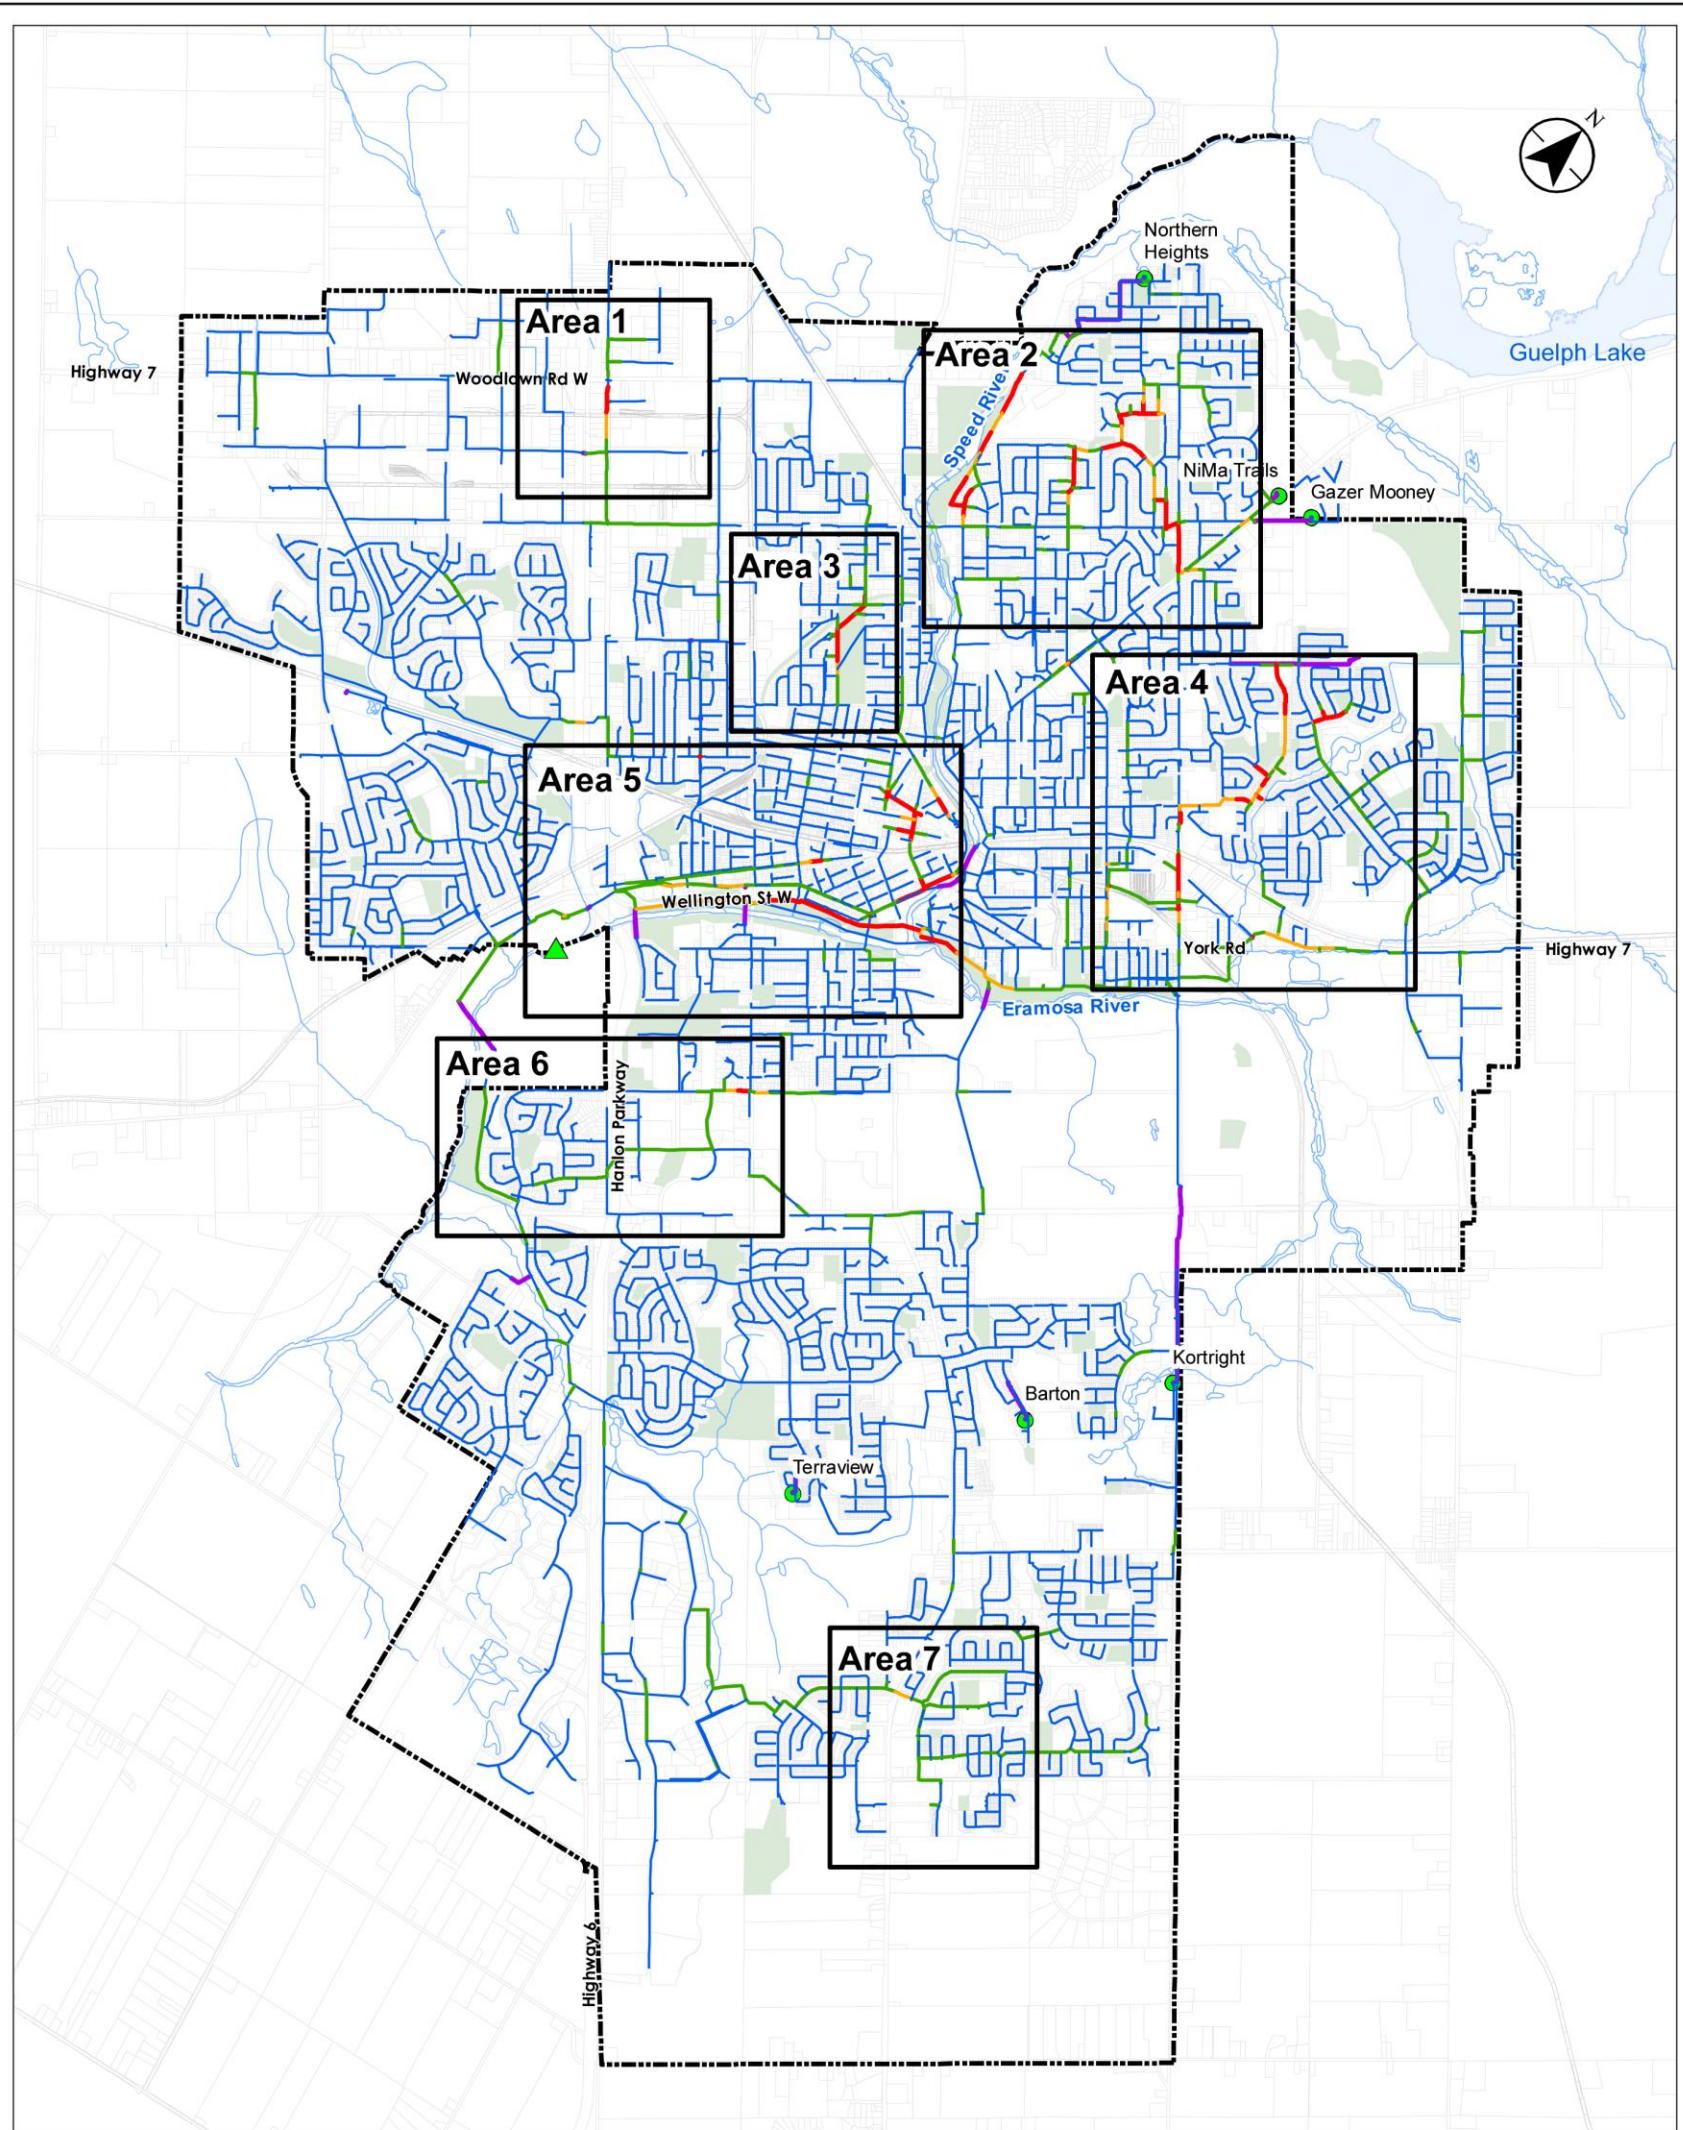 N
Northern
Heights
Area 1
Guelph Lake
Area 2
Highway 7
Woodlawn Rd W
Speed River
NiMa Trails
Gazer Mooney
Area 3
Area 4
Area 5
Wellington St W
York Rd
Highway 7
Eramosa River
Area 6
Hanlon Parkway
Kortright
Barton
Terraview
Area 7
Highway 6